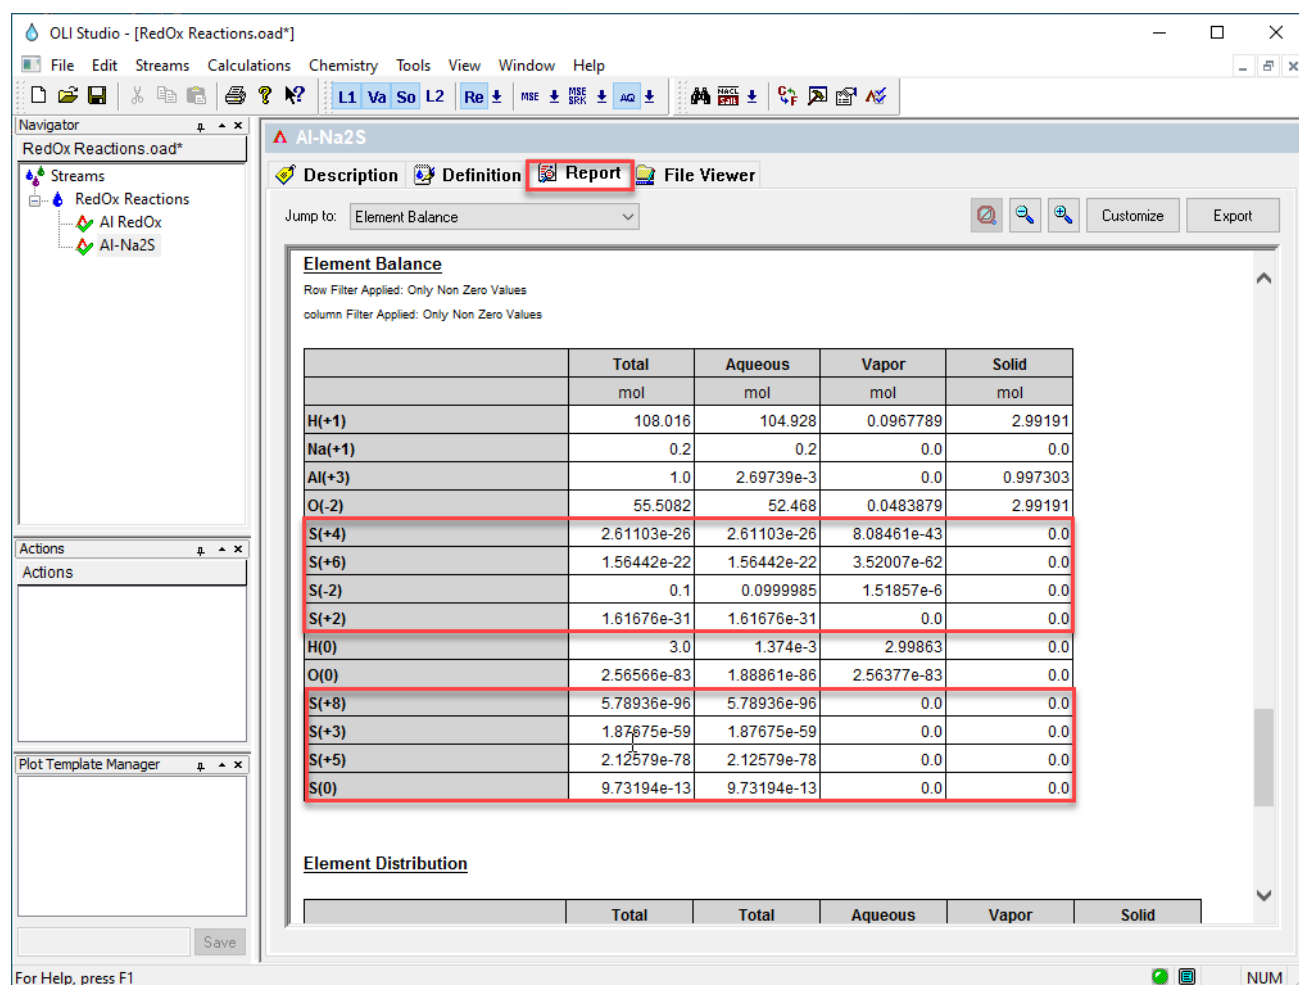 OLI Studio - [RedOx Reactions.oad*]
File Edit Streams Calculations Chemistry Tools View Window Help
L1 Va So L2 Re MSE MSE SRK AQ NACL Salt C F
Navigator
RedOx Reactions.oad*
Streams
RedOx Reactions
Al RedOx
Al-Na2S
Actions
Actions
Plot Template Manager
Save
Al-Na2S
Description Definition Report File Viewer
Jump to: Element Balance Customize Export
Element Balance
Row Filter Applied: Only Non Zero Values
column Filter Applied: Only Non Zero Values
Total Aqueous Vapor Solid
mol mol mol mol
H(+1) 108.016 104.928 0.0967789 2.99191
Na(+1) 0.2 0.2 0.0 0.0
Al(+3) 1.0 2.69739e-3 0.0 0.997303
O(-2) 55.5082 52.468 0.0483879 2.99191
S(+4) 2.61103e-26 2.61103e-26 8.08461e-43 0.0
S(+6) 1.56442e-22 1.56442e-22 3.52007e-62 0.0
S(-2) 0.1 0.0999985 1.51857e-6 0.0
S(+2) 1.61676e-31 1.61676e-31 0.0 0.0
H(0) 3.0 1.374e-3 2.99863 0.0
O(0) 2.56566e-83 1.88861e-86 2.56377e-83 0.0
S(+8) 5.78936e-96 5.78936e-96 0.0 0.0
S(+3) 1.87675e-59 1.87675e-59 0.0 0.0
S(+5) 2.12579e-78 2.12579e-78 0.0 0.0
S(0) 9.73194e-13 9.73194e-13 0.0 0.0
Element Distribution
Total Total Aqueous Vapor Solid
For Help, press F1
NUM